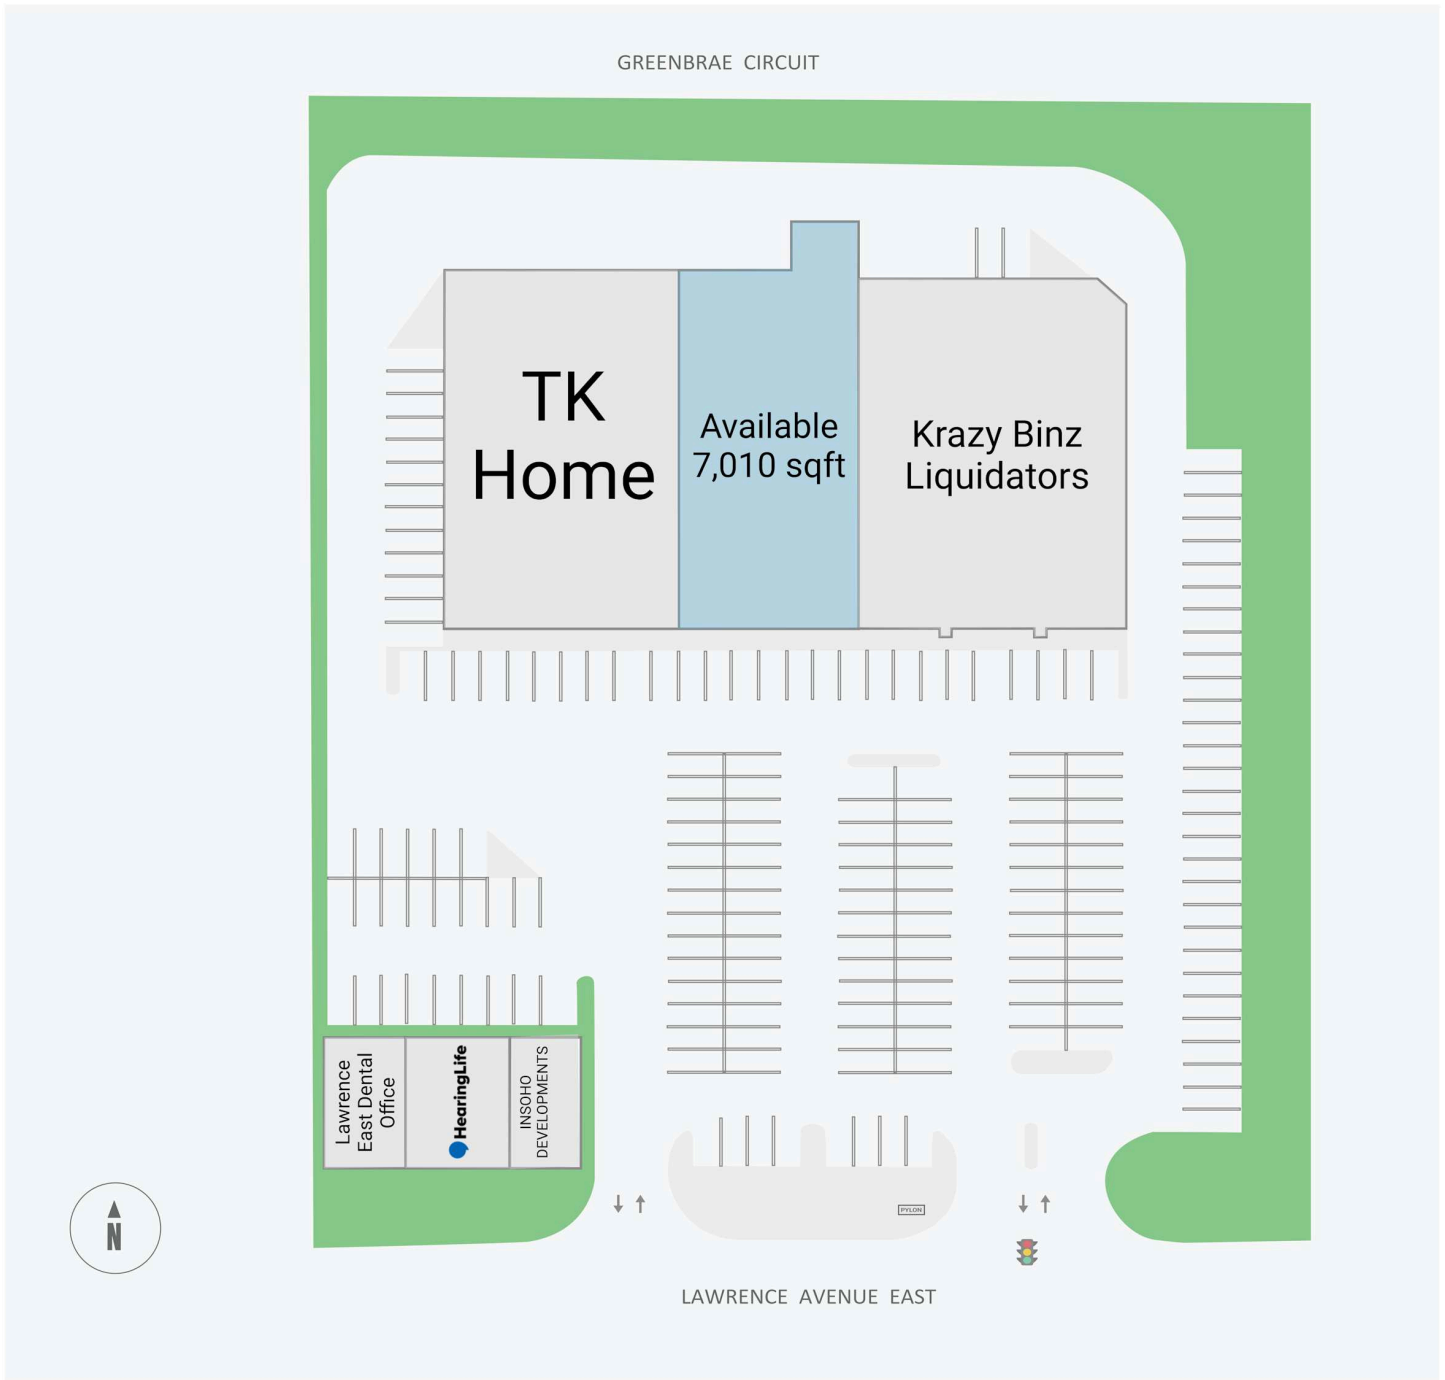 GREENBRAE CIRCUIT
TK
Home
Available
7,010 sqft
Krazy Binz
Liquidators
Lawrence
East Dental
Office
HearingLife
INSOHO
DEVELOPMENTS
PYLON
N
LAWRENCE AVENUE EAST